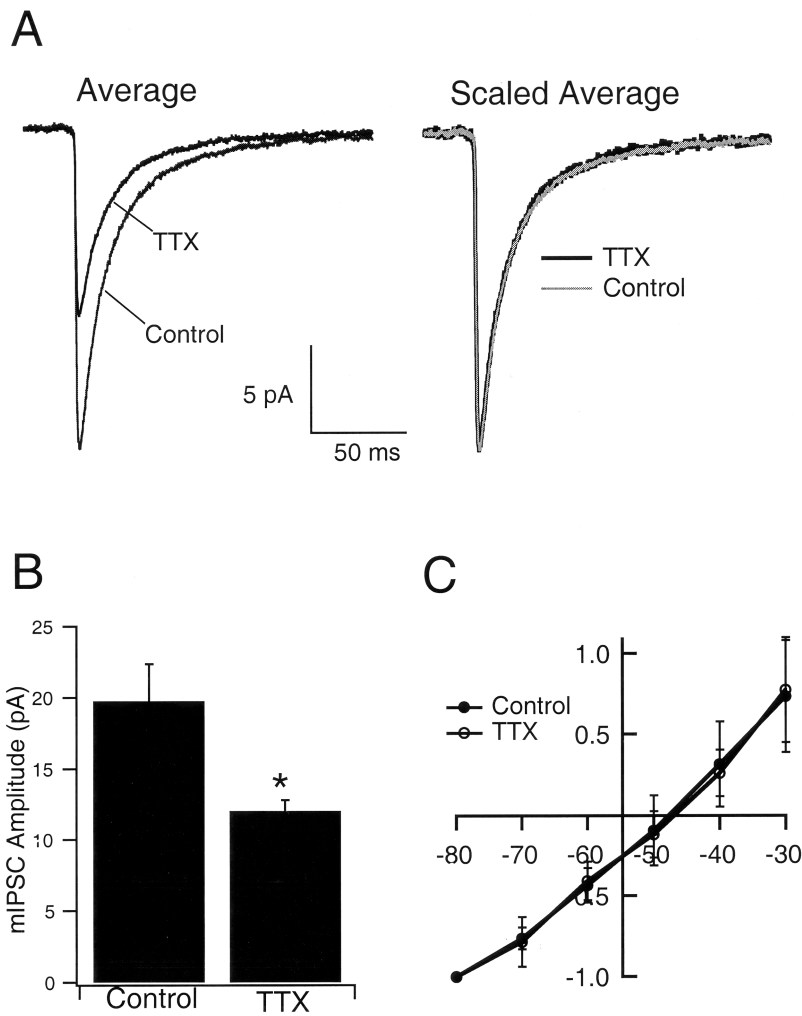 A
Average
Scaled Average
TTX
Control
TTX
Control
5 pA
50 ms
B
C
mIPSC Amplitude (pA)
25
20
15
10
5
0
*
Control
TTX
Control
TTX
1.0
0.5
-80 -70 -60 -50 -40 -30
0.5
-1.0